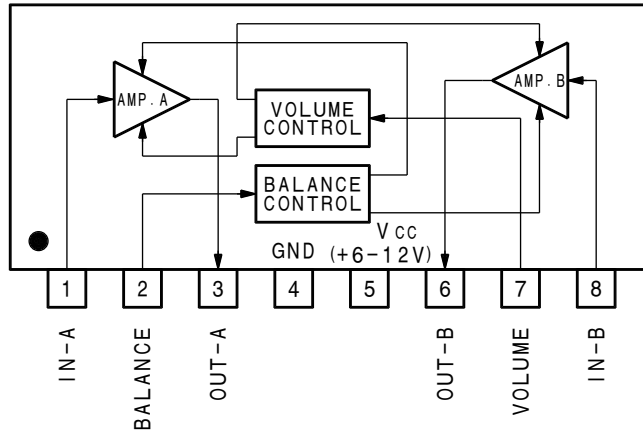 AMP. A
AMP. B
VOLUME
CONTROL
BALANCE
CONTROL
VCC
GND (+6-12V)
1 2 3 4 5 6 7 8
IN-A
BALANCE
OUT-A
OUT-B
VOLUME
IN-B